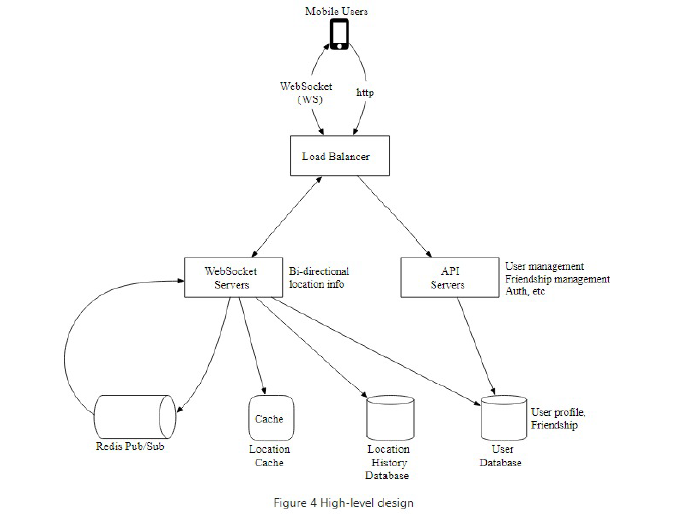 Mobile Users
WebSocket
(WS)
http
Load Balancer
WebSocket
Servers
Bi-directional
location info
API
Servers
User management
Friendship management
Auth, etc
Redis Pub/Sub
Cache
Location
Cache
Location
History
Database
User
Database
User profile,
Friendship
Figure 4 High-level design